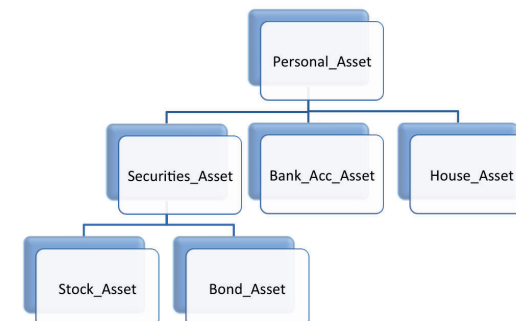 Personal_Asset
Securities_Asset
Bank_Acc_Asset
House_Asset
Stock_Asset
Bond_Asset